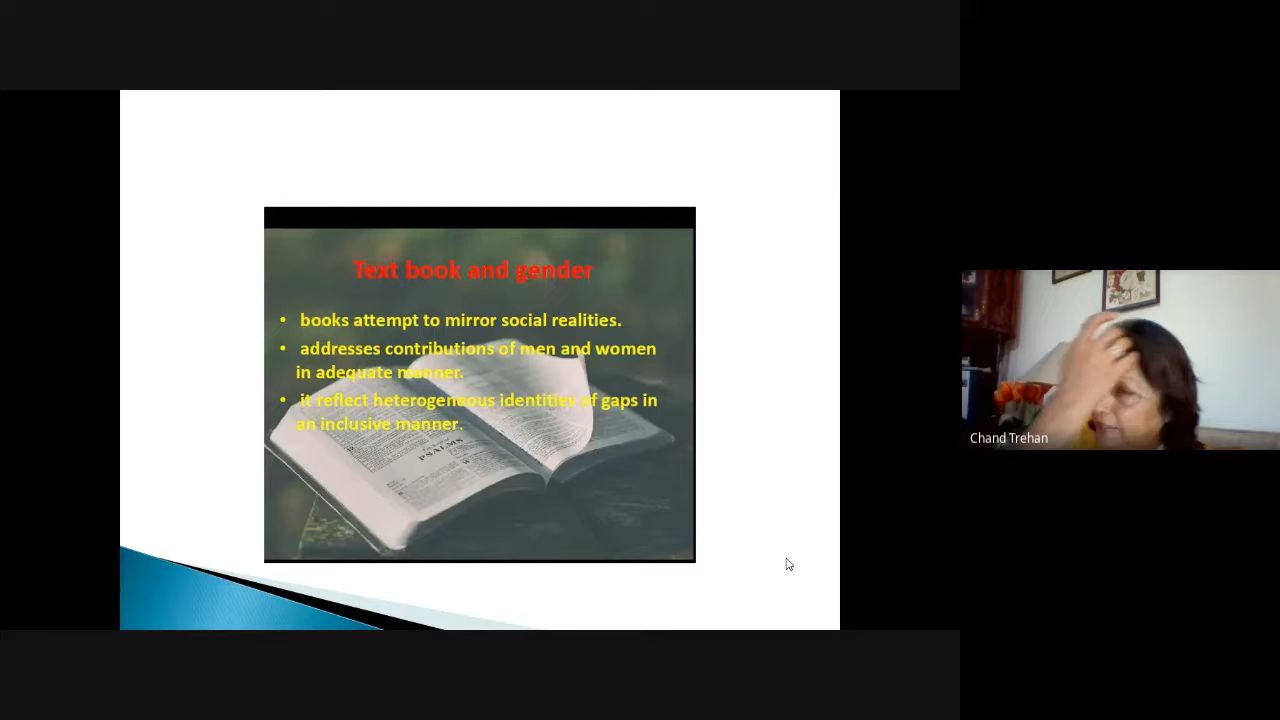 Text book and gender
• books attempt to mirror social realities.
• addresses contributions of men and women
in adequate manner.
• it reflect heterogeneous identities of gaps in
an inclusive manner.
PSALMS
Chand Trehan